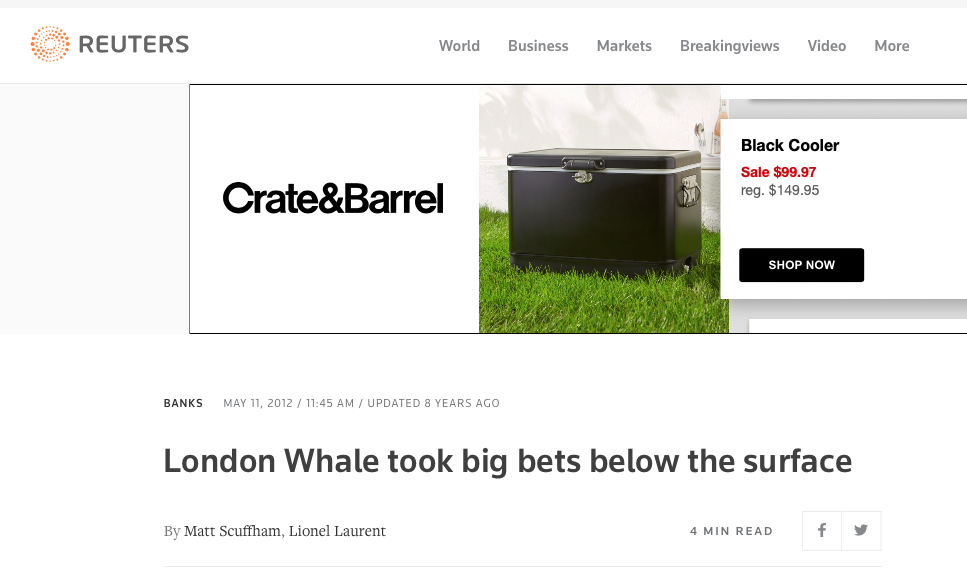 REUTERS
World Business Markets Breakingviews Video More
Crate&Barrel
Black Cooler
Sale $99.97
reg. $149.95
SHOP NOW
BANKS MAY 11, 2012 / 11:45 AM / UPDATED 8 YEARS AGO
London Whale took big bets below the surface
By Matt Scuffham, Lionel Laurent 4 MIN READ